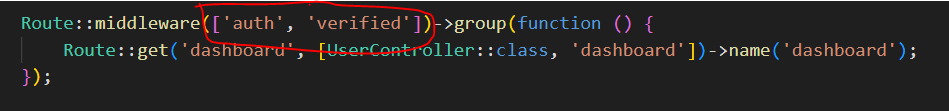 Route::middleware(['auth', 'verified'])->group(function () {
    Route::get('dashboard', [UserController::class, 'dashboard'])->name('dashboard');
});